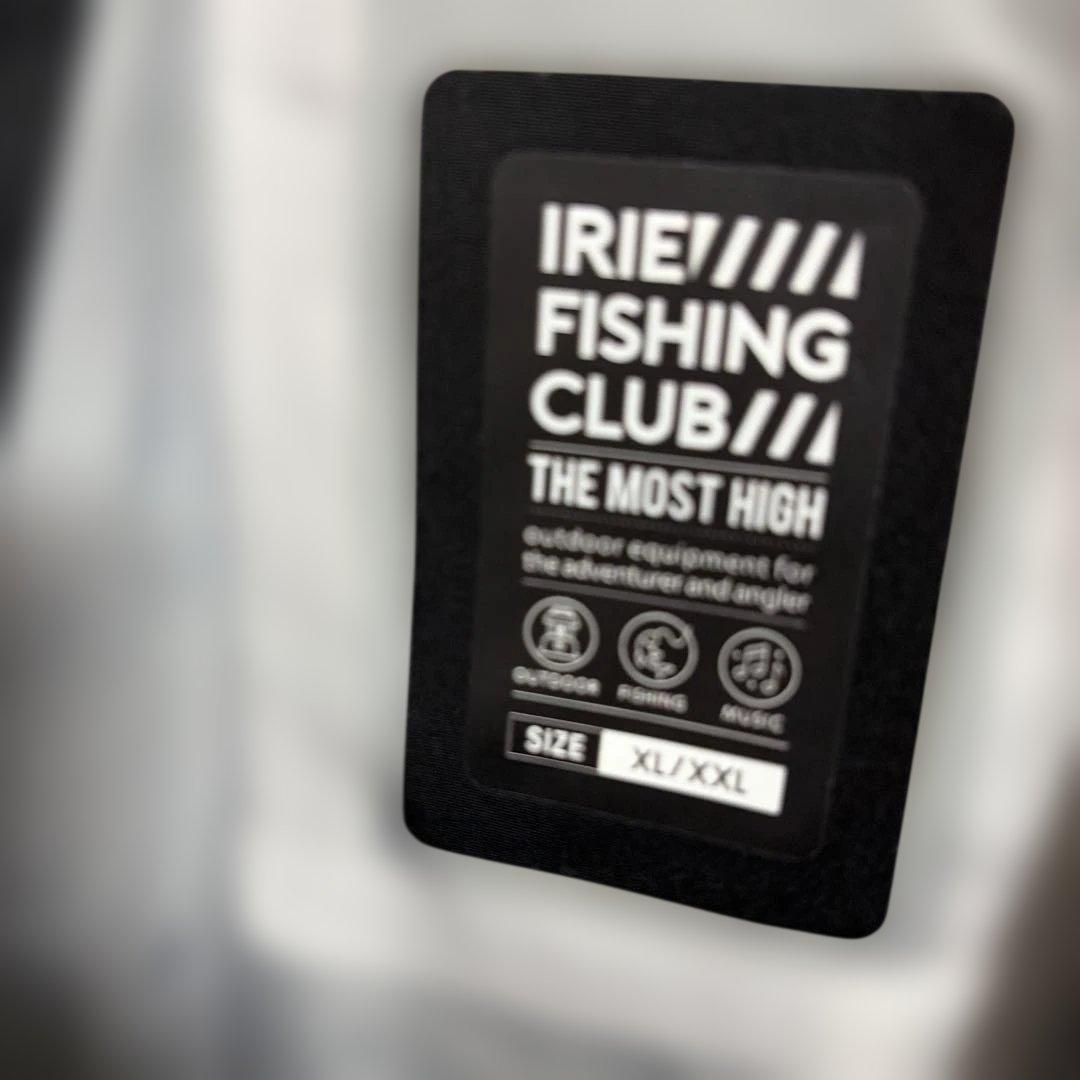 IRIE
FISHING
CLUB
THE MOST HIGH
outdoor equipment for
the adventurer and angler
OUTDOOR FISHING MUSIC
SIZE XL/XXL